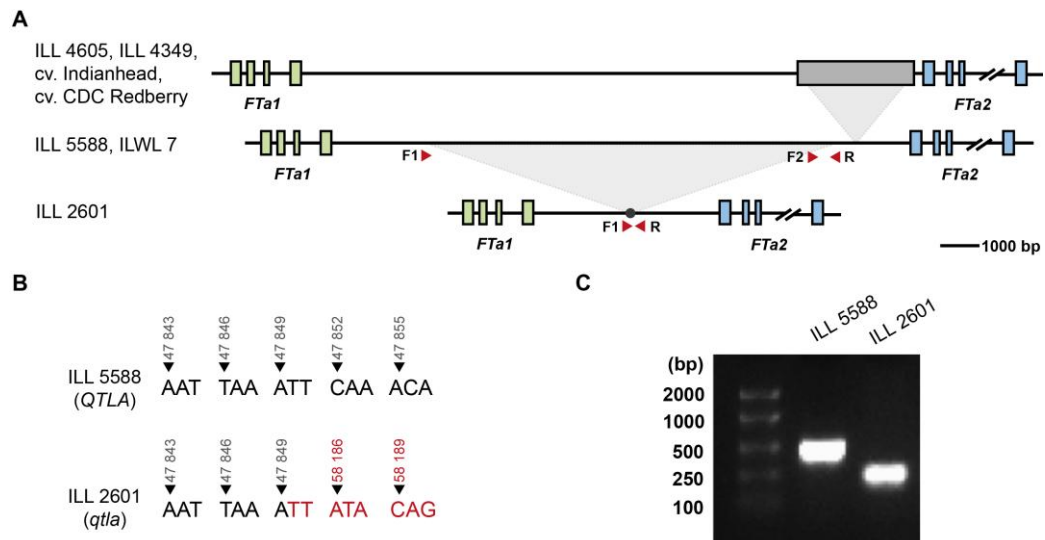 A
ILL 4605, ILL 4349,
cv. Indianhead,
cv. CDC Redberry
FTa1
FTa2
ILL 5588, ILWL 7
F1
F2
R
FTa1
FTa2
ILL 2601
F1
R
FTa1
FTa2
1000 bp
B
47 843
47 846
47 849
47 852
47 855
ILL 5588
(QTLA)
AAT TAA ATT CAA ACA
47 843
47 846
47 849
58 186
58 189
ILL 2601
(qtla)
AAT TAA ATT ATA CAG
C
ILL 5588
ILL 2601
(bp)
2000
1000
500
250
100